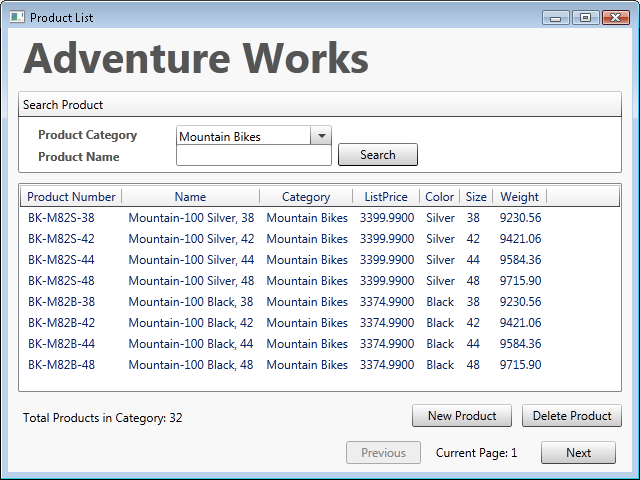 Product List
Adventure Works
Search Product
Product Category Mountain Bikes
Product Name Search
Product Number Name Category ListPrice Color Size Weight
BK-M82S-38 Mountain-100 Silver, 38 Mountain Bikes 3399.9900 Silver 38 9230.56
BK-M82S-42 Mountain-100 Silver, 42 Mountain Bikes 3399.9900 Silver 42 9421.06
BK-M82S-44 Mountain-100 Silver, 44 Mountain Bikes 3399.9900 Silver 44 9584.36
BK-M82S-48 Mountain-100 Silver, 48 Mountain Bikes 3399.9900 Silver 48 9715.90
BK-M82B-38 Mountain-100 Black, 38 Mountain Bikes 3374.9900 Black 38 9230.56
BK-M82B-42 Mountain-100 Black, 42 Mountain Bikes 3374.9900 Black 42 9421.06
BK-M82B-44 Mountain-100 Black, 44 Mountain Bikes 3374.9900 Black 44 9584.36
BK-M82B-48 Mountain-100 Black, 48 Mountain Bikes 3374.9900 Black 48 9715.90
Total Products in Category: 32 New Product Delete Product
Previous Current Page: 1 Next